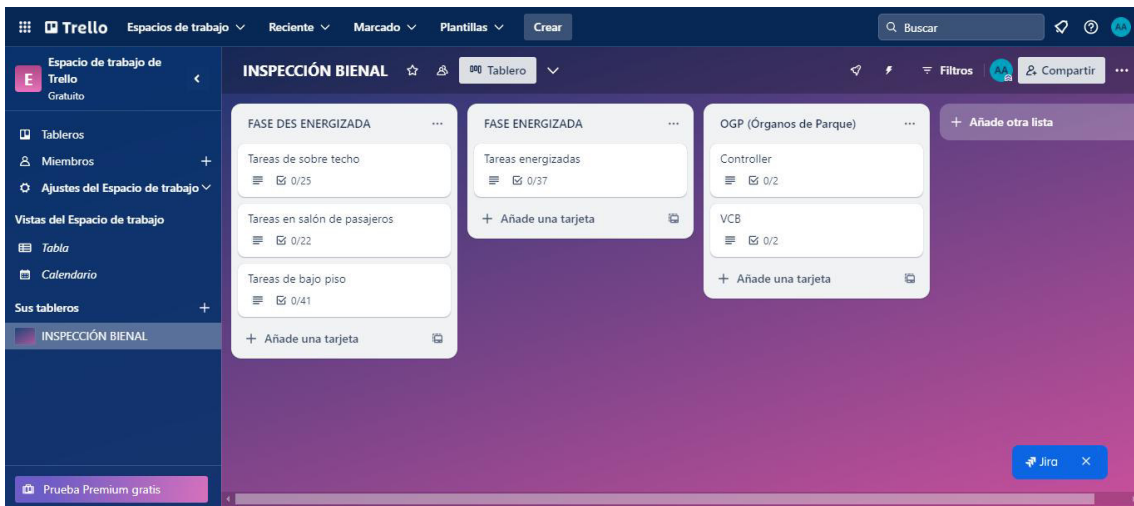 Trello
Espacios de trabajo
Reciente
Marcado
Plantillas
Crear
Buscar
AA
E
Espacio de trabajo de
Trello
Gratuito
Tableros
Miembros
Ajustes del Espacio de trabajo
Vistas del Espacio de trabajo
Tabla
Calendario
Sus tableros
INSPECCIÓN BIENAL
Prueba Premium gratis
INSPECCIÓN BIENAL
Tablero
Filtros
AA
Compartir
FASE DES ENERGIZADA
Tareas de sobre techo
0/25
Tareas en salón de pasajeros
0/22
Tareas de bajo piso
0/41
+ Añade una tarjeta
FASE ENERGIZADA
Tareas energizadas
0/37
+ Añade una tarjeta
OGP (Órganos de Parque)
Controller
0/2
VCB
0/2
+ Añade una tarjeta
+ Añade otra lista
Jira